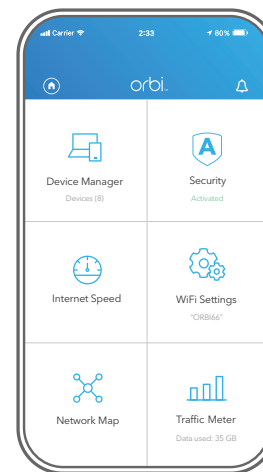 Carrier 2:33 80%
orbi™
A
Device Manager Security
Devices (8) Activated
Internet Speed WiFi Settings
"ORBI66"
Network Map Traffic Meter
Data used: 35 GB